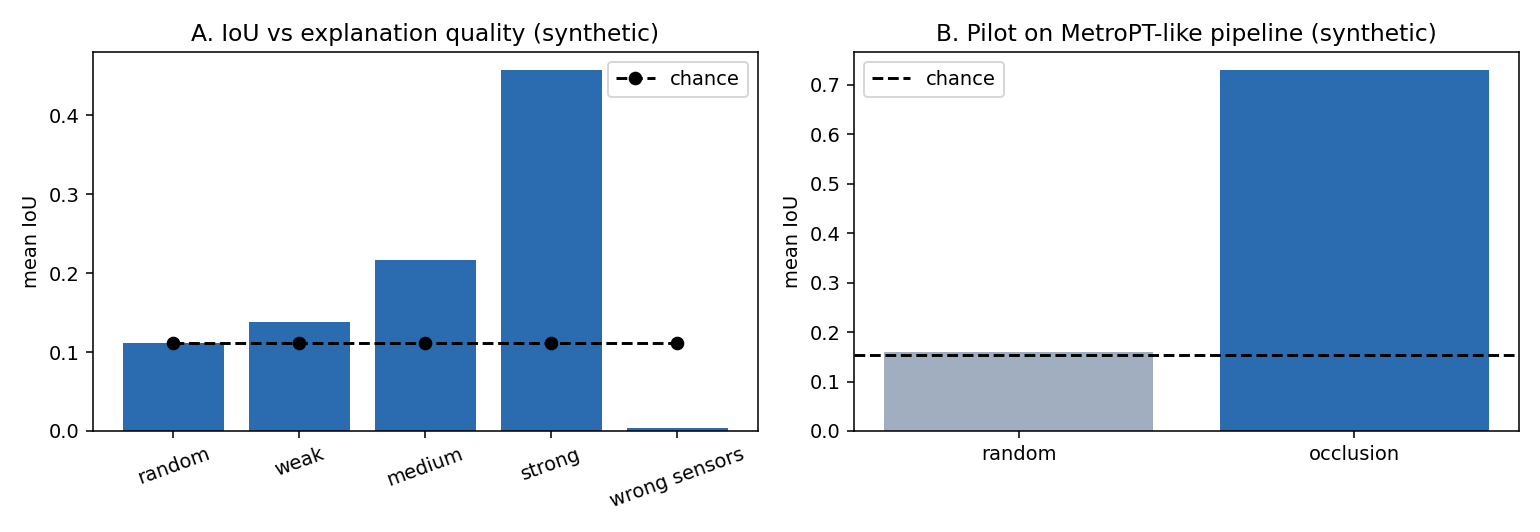 A. IoU vs explanation quality (synthetic)
mean IoU
0.4
0.3
0.2
0.1
0.0
chance
random
weak
medium
strong
wrong sensors
B. Pilot on MetroPT-like pipeline (synthetic)
mean IoU
0.7
0.6
0.5
0.4
0.3
0.2
0.1
0.0
chance
random
occlusion